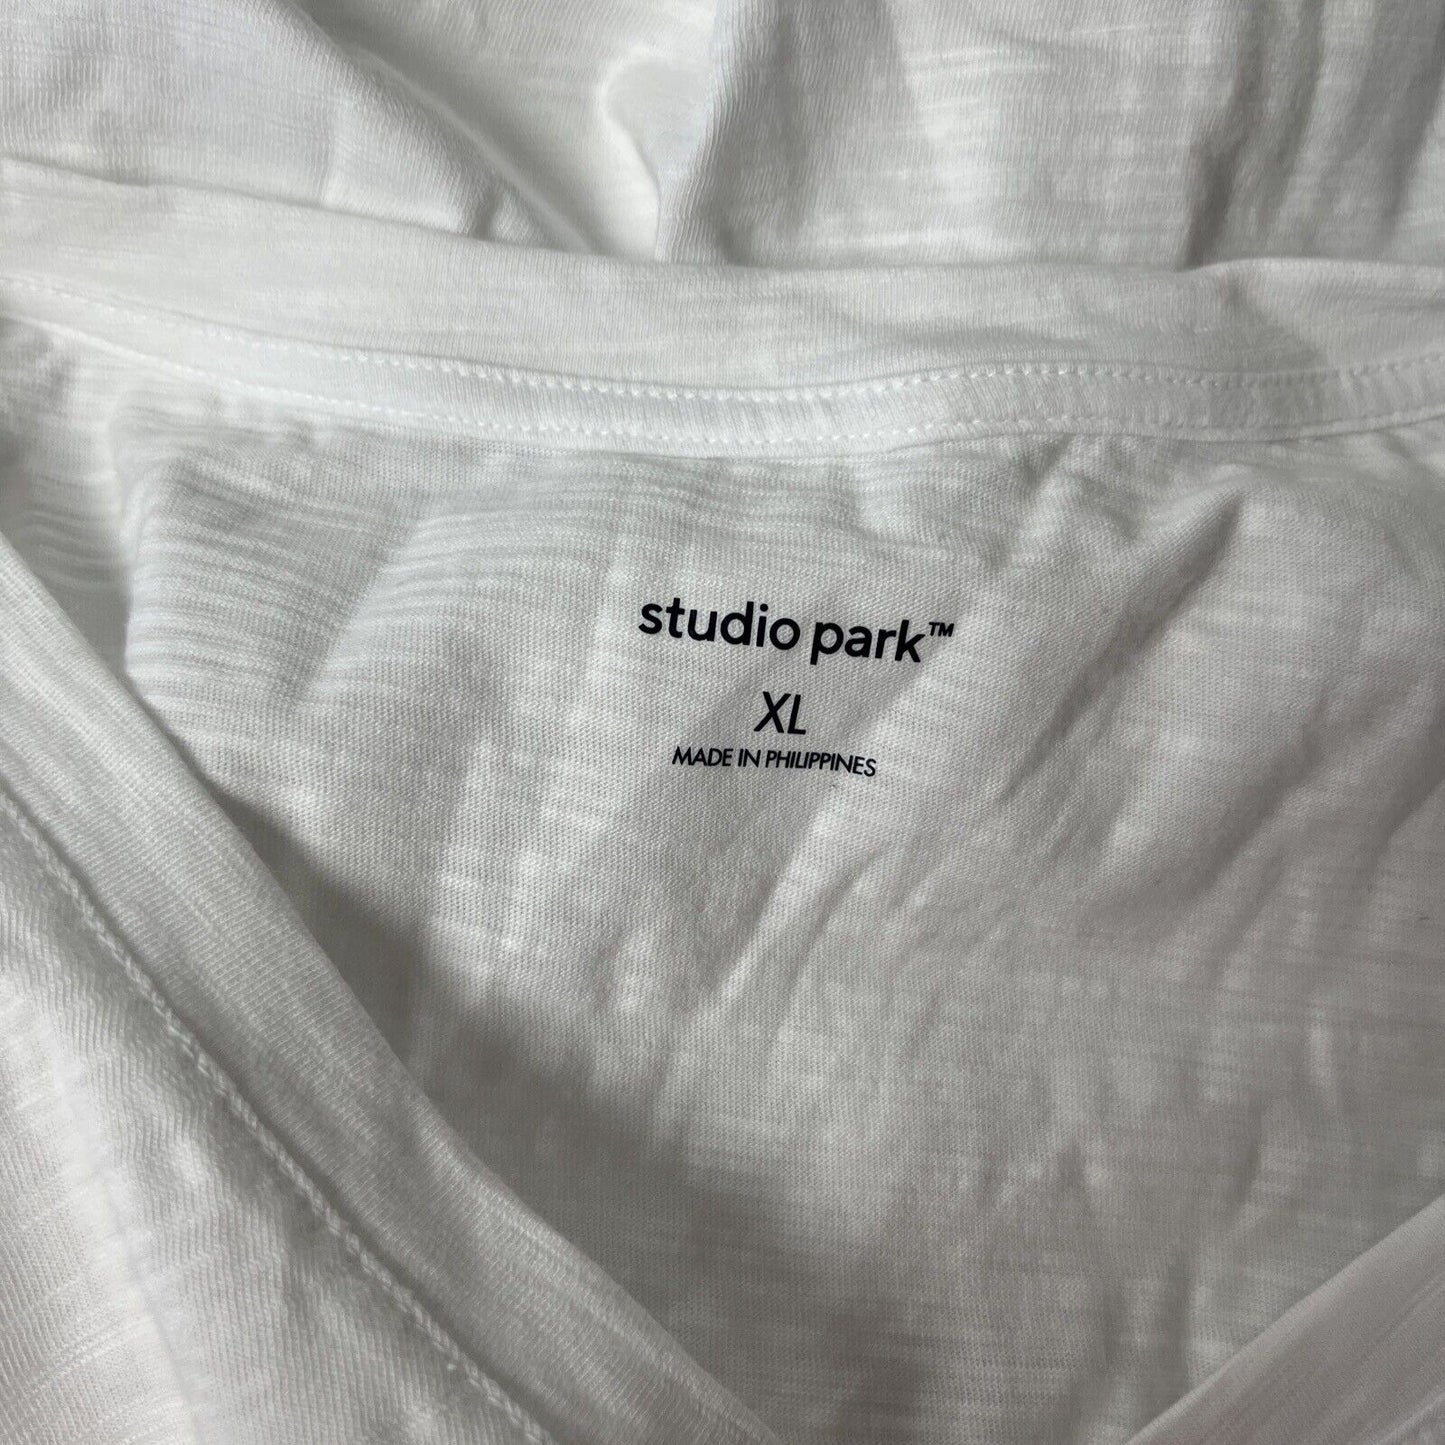 studio park™
XL
MADE IN PHILIPPINES